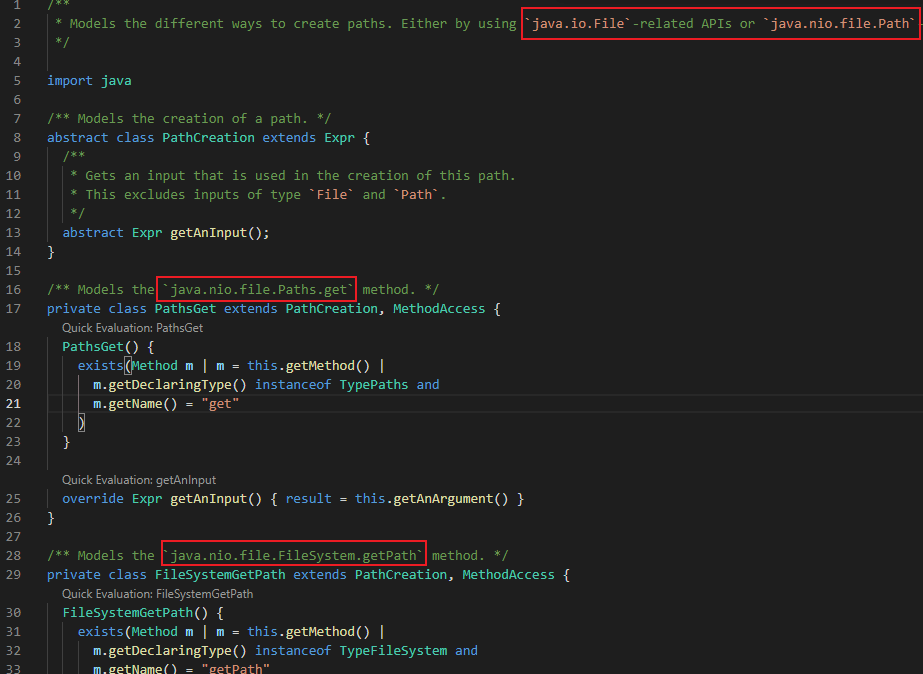 1 /**
2 * Models the different ways to create paths. Either by using `java.io.File`-related APIs or `java.nio.file.Path`-
3 */
4
5 import java
6
7 /** Models the creation of a path. */
8 abstract class PathCreation extends Expr {
9 /**
10 * Gets an input that is used in the creation of this path.
11 * This excludes inputs of type `File` and `Path`.
12 */
13 abstract Expr getAnInput();
14 }
15
16 /** Models the `java.nio.file.Paths.get` method. */
17 private class PathsGet extends PathCreation, MethodAccess {
Quick Evaluation: PathsGet
18 PathsGet() {
19 exists(Method m | m = this.getMethod() |
20 m.getDeclaringType() instanceof TypePaths and
21 m.getName() = "get"
22 )
23 }
24
Quick Evaluation: getAnInput
25 override Expr getAnInput() { result = this.getAnArgument() }
26 }
27
28 /** Models the `java.nio.file.FileSystem.getPath` method. */
29 private class FileSystemGetPath extends PathCreation, MethodAccess {
Quick Evaluation: FileSystemGetPath
30 FileSystemGetPath() {
31 exists(Method m | m = this.getMethod() |
32 m.getDeclaringType() instanceof TypeFileSystem and
33 m.getName() = "getPath"